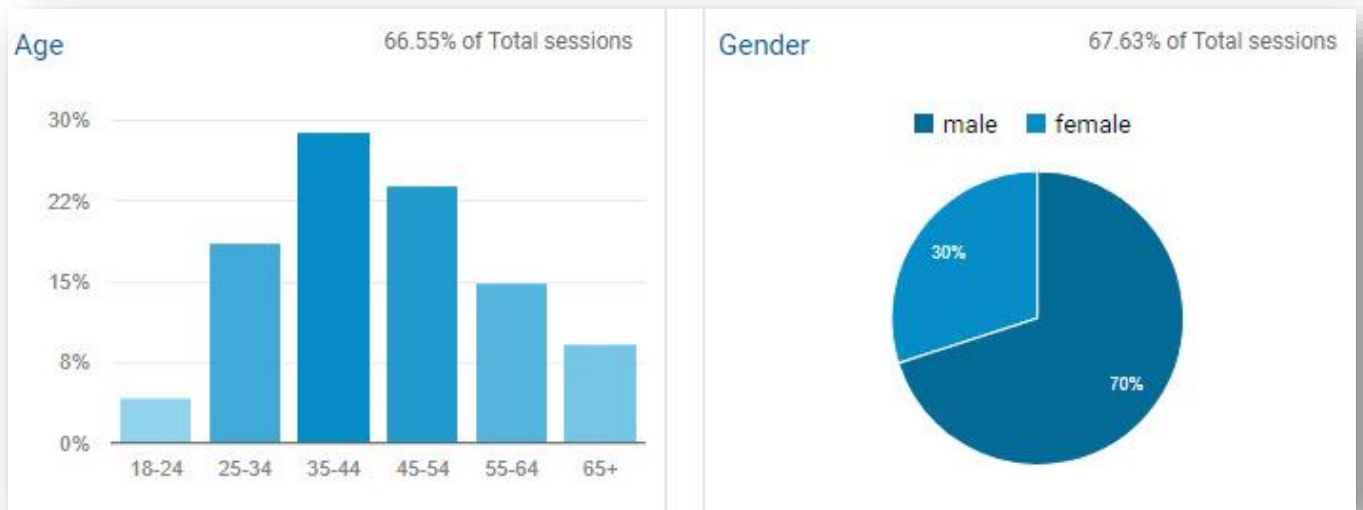 Age
66.55% of Total sessions
30%
22%
15%
8%
0%
18-24 25-34 35-44 45-54 55-64 65+
Gender
67.63% of Total sessions
male female
30%
70%